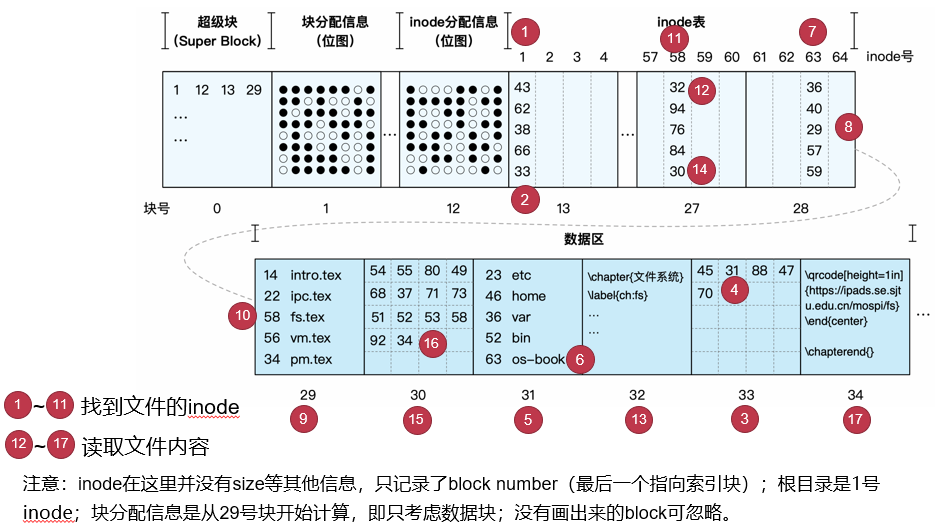 超级块 块分配信息 inode分配信息 inode表
(Super Block) (位图) (位图) 1 11 7
1 2 3 4 57 58 59 60 61 62 63 64 inode号
1 12 13 29 43 32 12 36
… 62 94 40
… … 38 … 76 29 8
66 84 57
33 30 14 59
块号 0 1 12 2 13 27 28
数据区
14 intro.tex 54 55 80 49 23 etc \chapter{文件系统} 45 31 88 47 \qrcode[height=1in]
22 ipc.tex 68 37 71 73 46 home \label{ch:fs} 70 4 {https://ipads.se.sjt
10 58 fs.tex 51 52 53 58 36 var … u.edu.cn/mospi/fs} …
56 vm.tex 92 34 16 52 bin … \end{center}
34 pm.tex 63 os-book 6 \chapterend{}
29 30 31 32 33 34
9 15 5 13 3 17
1 ~ 11 找到文件的inode
12 ~ 17 读取文件内容
注意：inode在这里并没有size等其他信息，只记录了block number（最后一个指向索引块）；根目录是1号
inode；块分配信息是从29号块开始计算，即只考虑数据块；没有画出来的block可忽略。